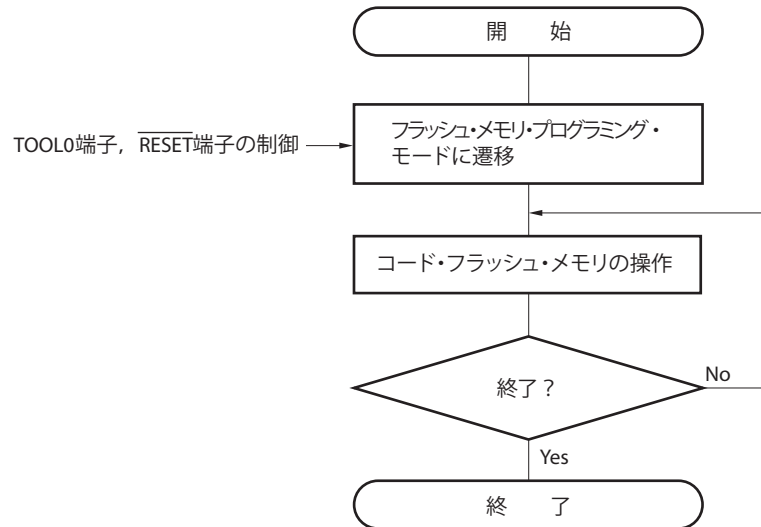 開　始
TOOL0端子，RESET端子の制御
フラッシュ・メモリ・プログラミング・
モードに遷移
コード・フラッシュ・メモリの操作
終了？
No
Yes
終　了